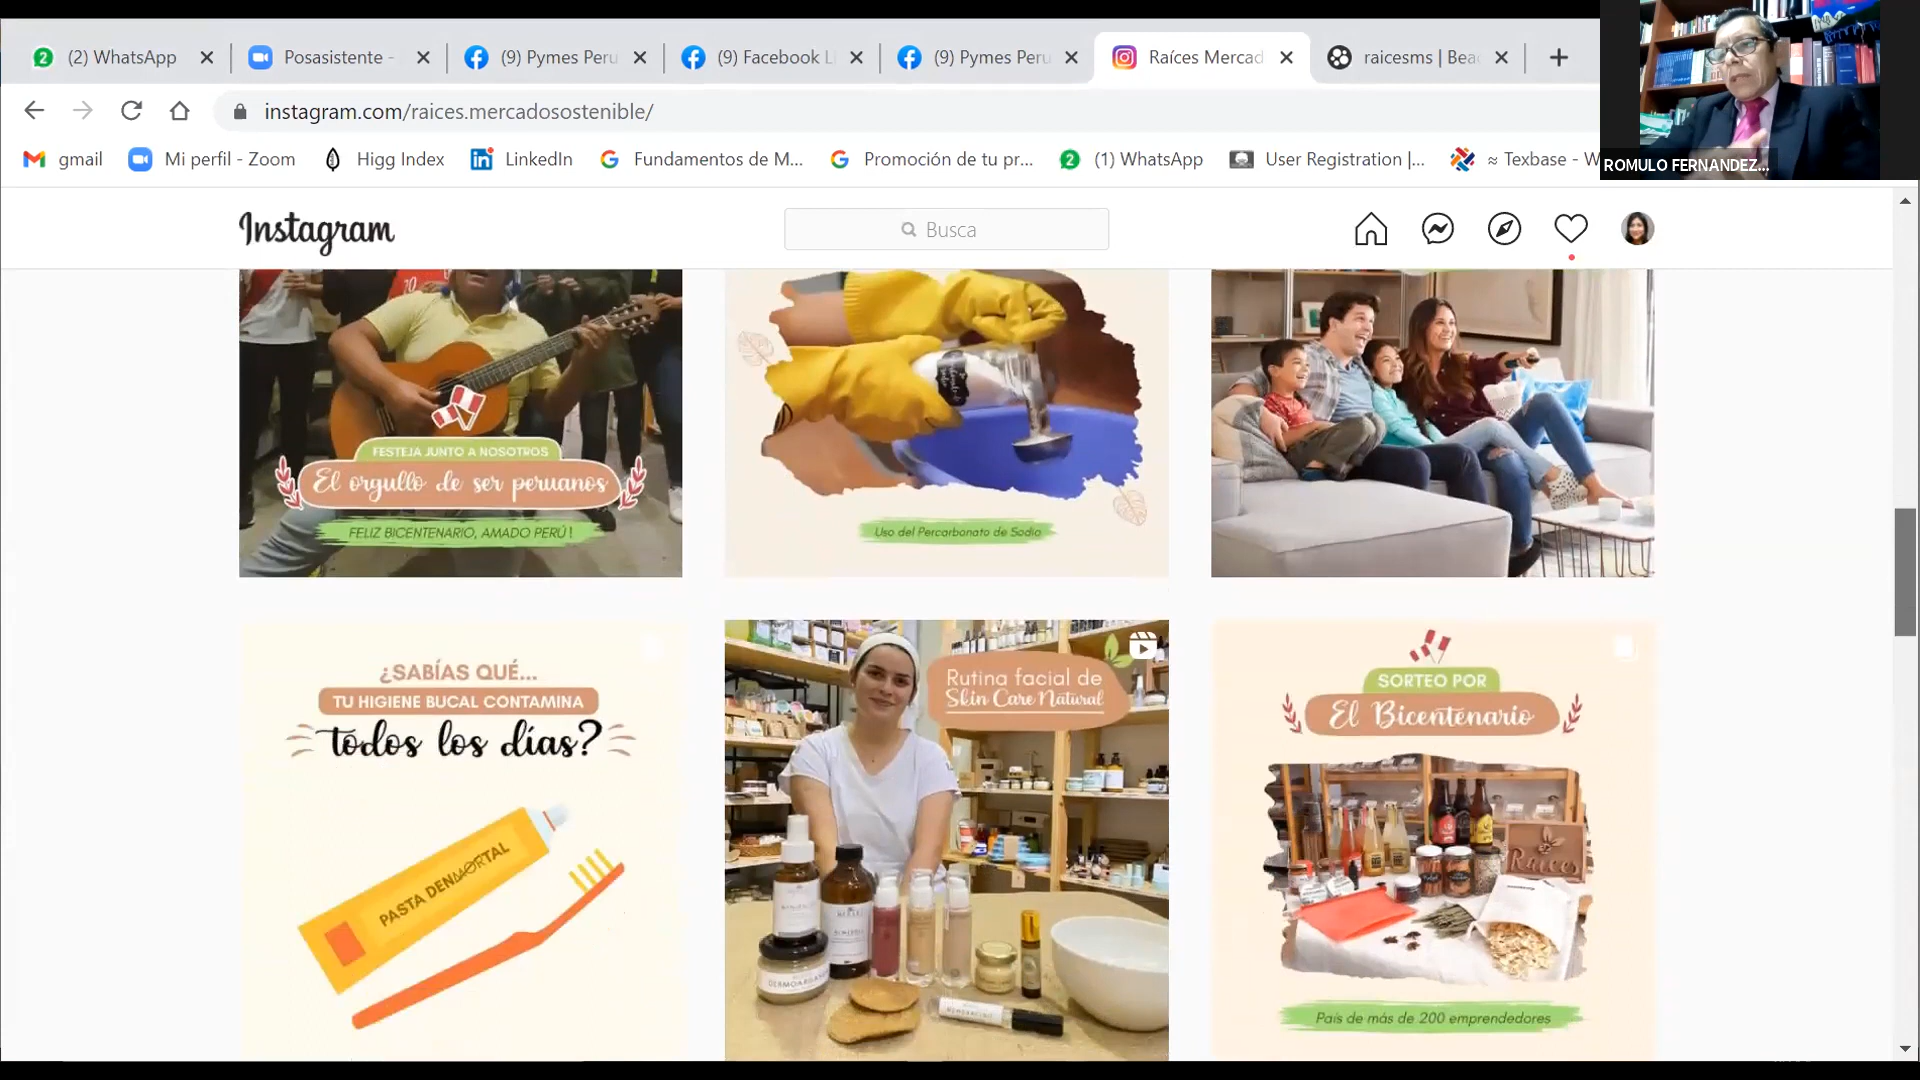 (2) WhatsApp
Posasistente -
(9) Pymes Peru
(9) Facebook Li
(9) Pymes Peru
Raíces Mercad
raicesms | Bea
instagram.com/raices.mercadosostenible/
gmail
Mi perfil - Zoom
Higg Index
LinkedIn
Fundamentos de M...
Promoción de tu pr...
(1) WhatsApp
User Registration |...
≈ Texbase - W
ROMULO FERNANDEZ...
Instagram
Busca
FESTEJA JUNTO A NOSOTROS
El orgullo de ser peruanos
FELIZ BICENTENARIO, AMADO PERÚ!
Uso del Percarbonato de Sodio
¿SABÍAS QUÉ...
TU HIGIENE BUCAL CONTAMINA
todos los días?
PASTA DENMORTAL
Rutina facial de
Skin Care Natural
SORTEO POR
El Bicentenario
Raíces
País de más de 200 emprendedores